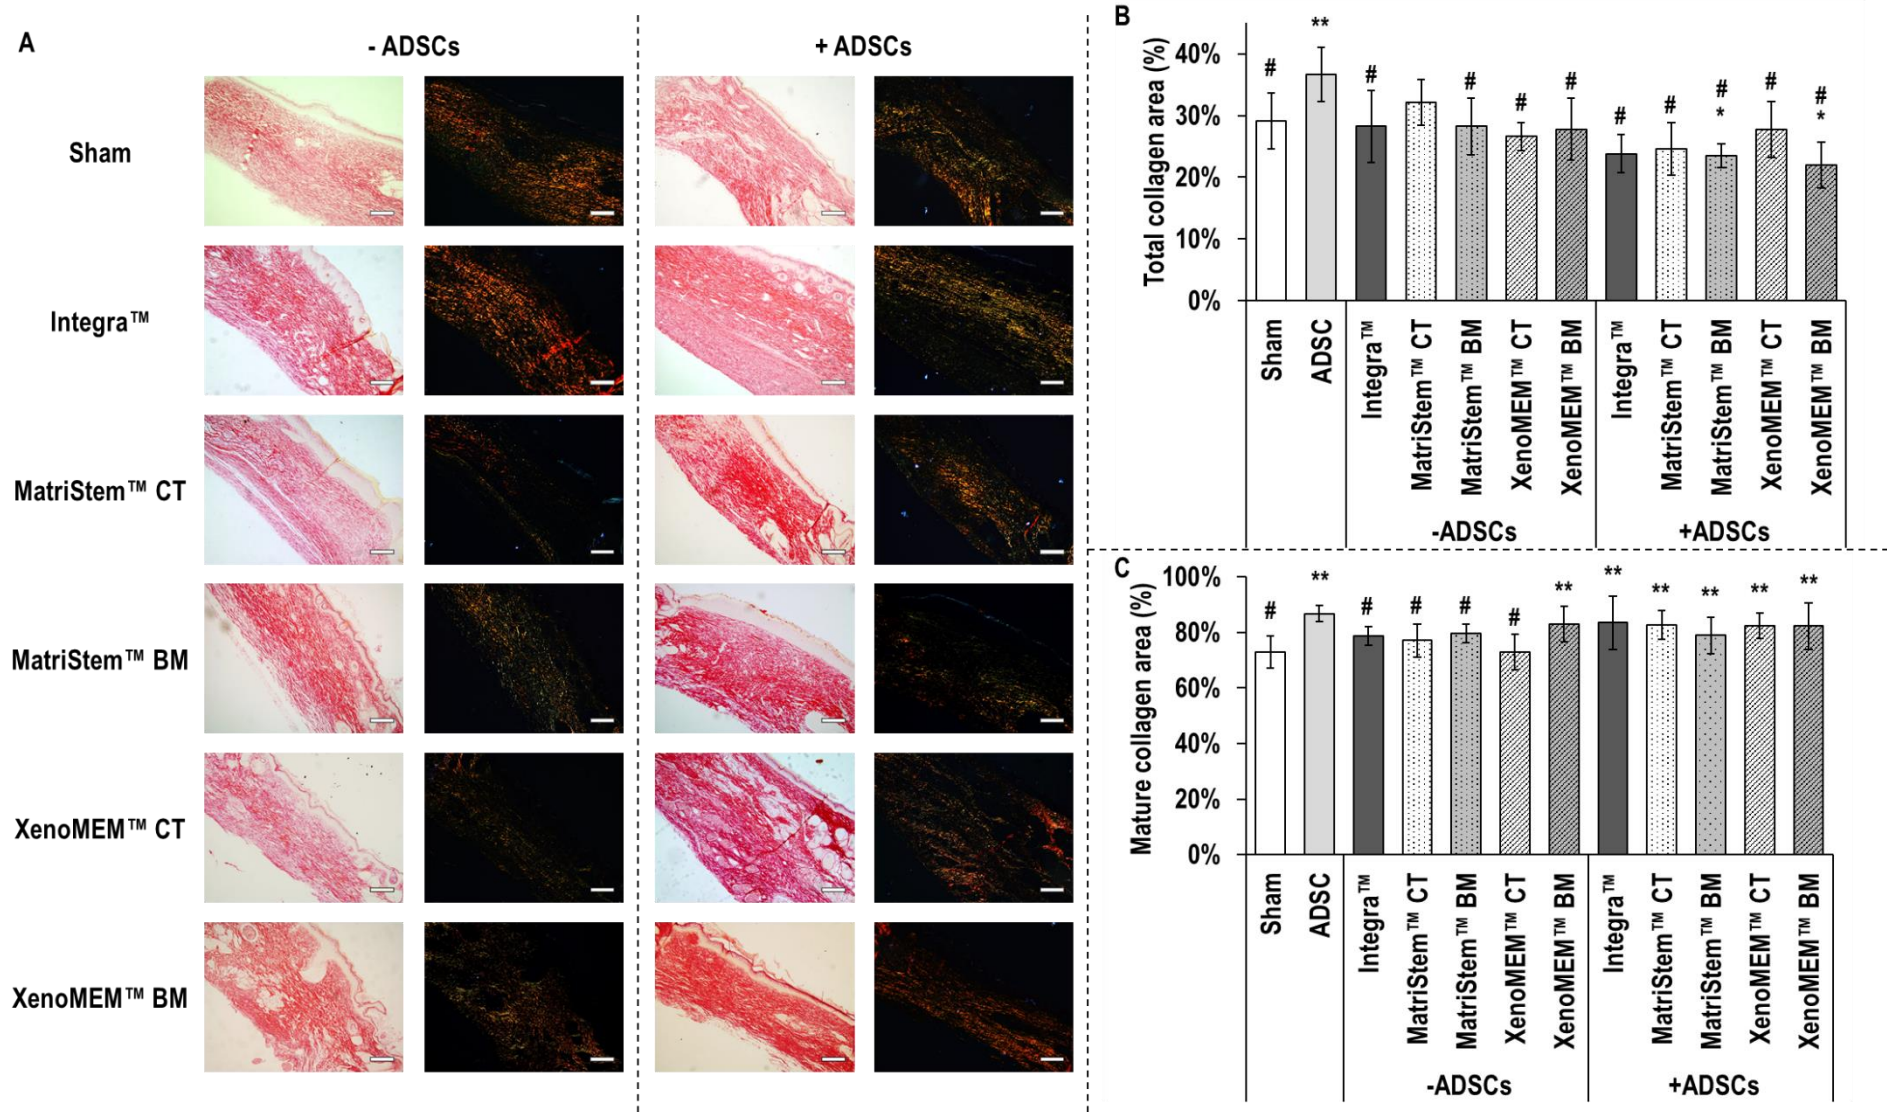 A
- ADSCs
+ ADSCs
Sham
Integra™
MatriStem™ CT
MatriStem™ BM
XenoMEM™ CT
XenoMEM™ BM
B
Total collagen area (%)
40%
30%
20%
10%
0%
#
**
#
#
#
#
#
#
#
*
#
#
*
Sham
ADSC
Integra™
MatriStem™ CT
MatriStem™ BM
XenoMEM™ CT
XenoMEM™ BM
Integra™
MatriStem™ CT
MatriStem™ BM
XenoMEM™ CT
XenoMEM™ BM
-ADSCs
+ADSCs
C
Mature collagen area (%)
100%
80%
60%
40%
20%
0%
#
**
#
#
#
#
**
**
**
**
**
**
Sham
ADSC
Integra™
MatriStem™ CT
MatriStem™ BM
XenoMEM™ CT
XenoMEM™ BM
Integra™
MatriStem™ CT
MatriStem™ BM
XenoMEM™ CT
XenoMEM™ BM
-ADSCs
+ADSCs